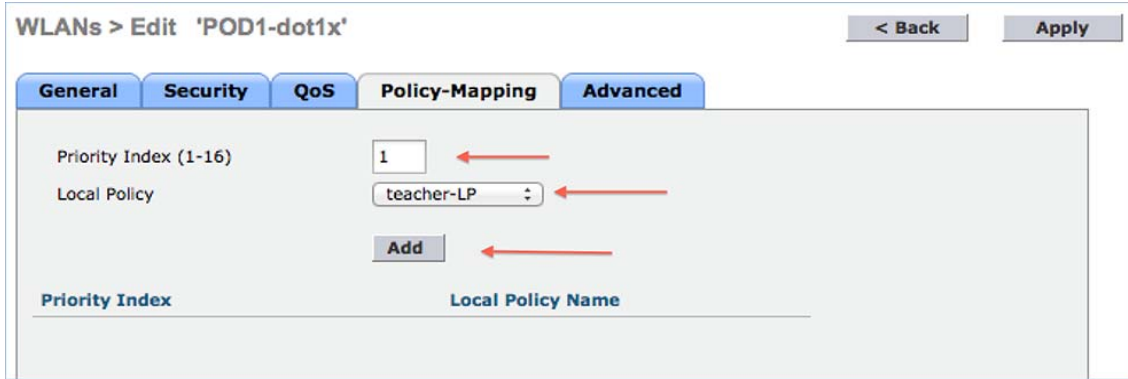 WLANs > Edit 'POD1-dot1x'
< Back
Apply
General
Security
QoS
Policy-Mapping
Advanced
Priority Index (1-16)
1
Local Policy
teacher-LP
Add
Priority Index
Local Policy Name